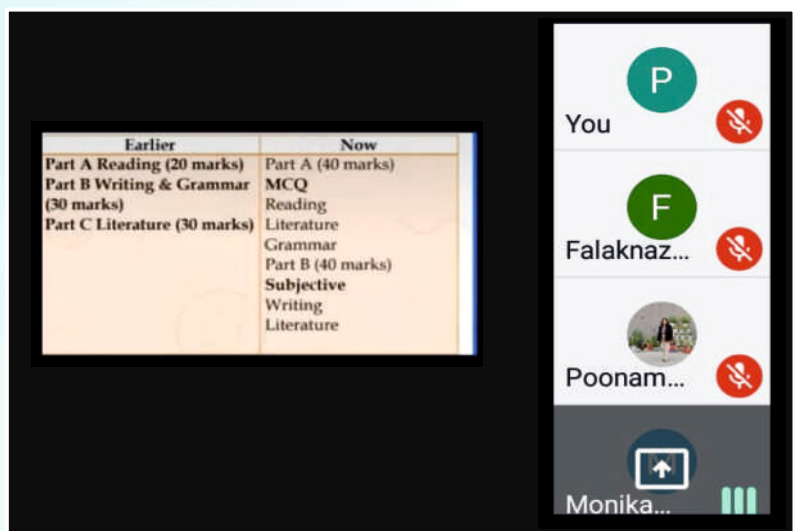 Earlier
Now
Part A Reading (20 marks)
Part B Writing & Grammar
(30 marks)
Part C Literature (30 marks)
Part A (40 marks)
MCQ
Reading
Literature
Grammar
Part B (40 marks)
Subjective
Writing
Literature
P
You
F
Falaknaz...
Poonam...
M
Monika...